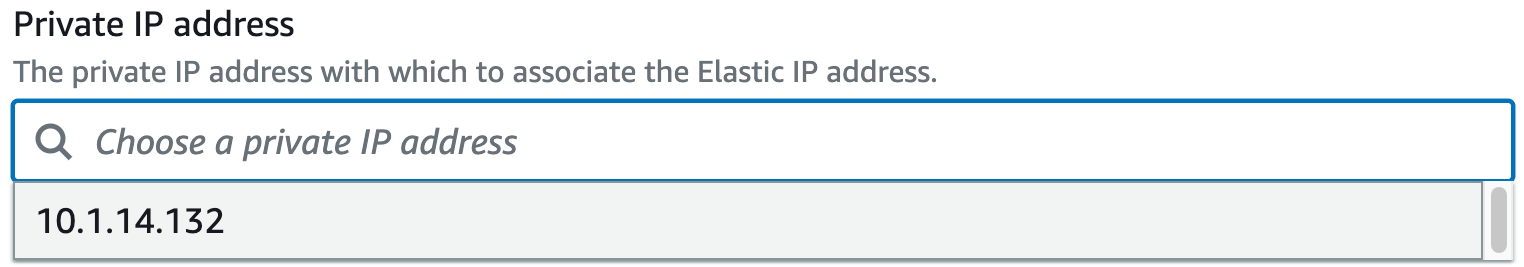 Private IP address
The private IP address with which to associate the Elastic IP address.
Choose a private IP address
10.1.14.132